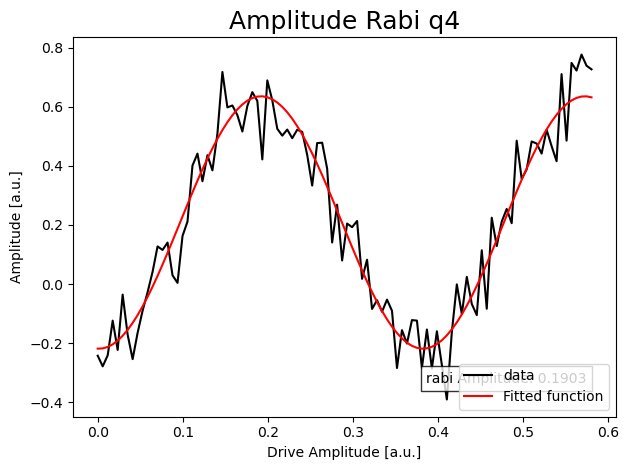 Amplitude Rabi q4
Amplitude [a.u.]
0.8
0.6
0.4
0.2
0.0
−0.2
−0.4
rabi Amplitude: 0.1903
data
Fitted function
0.0 0.1 0.2 0.3 0.4 0.5 0.6
Drive Amplitude [a.u.]